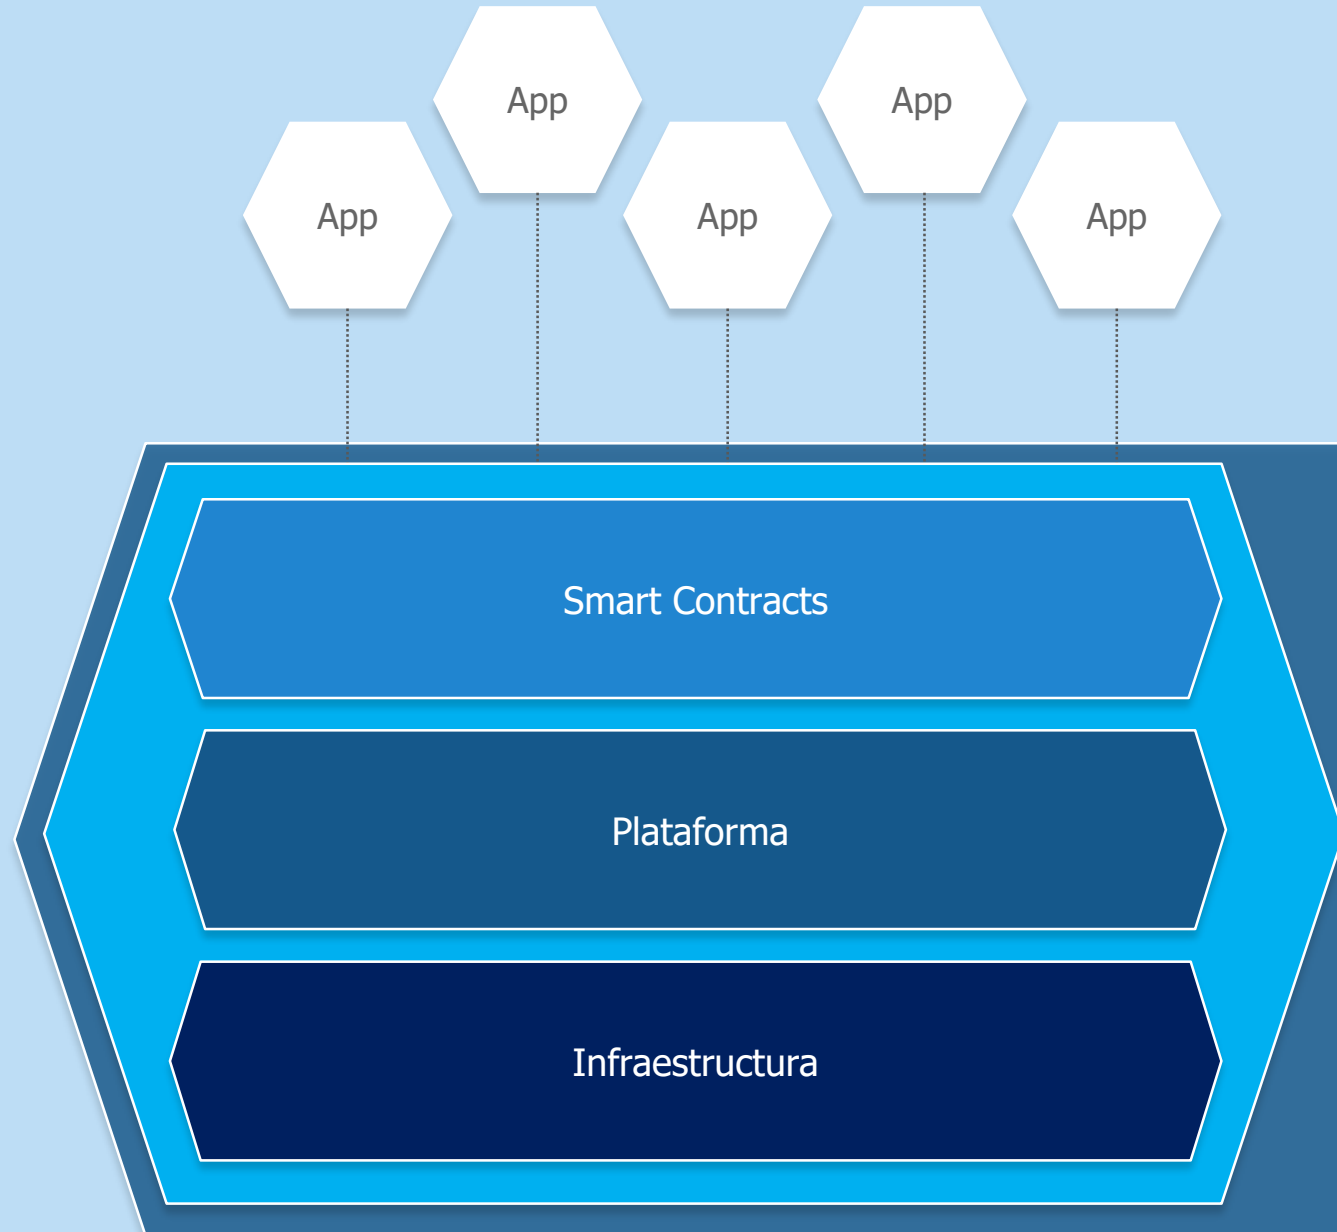 App
App
App
App
App
Smart Contracts
Plataforma
Infraestructura